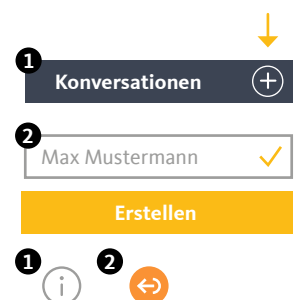 1
Konversationen
2
Max Mustermann
Erstellen
1 2
i